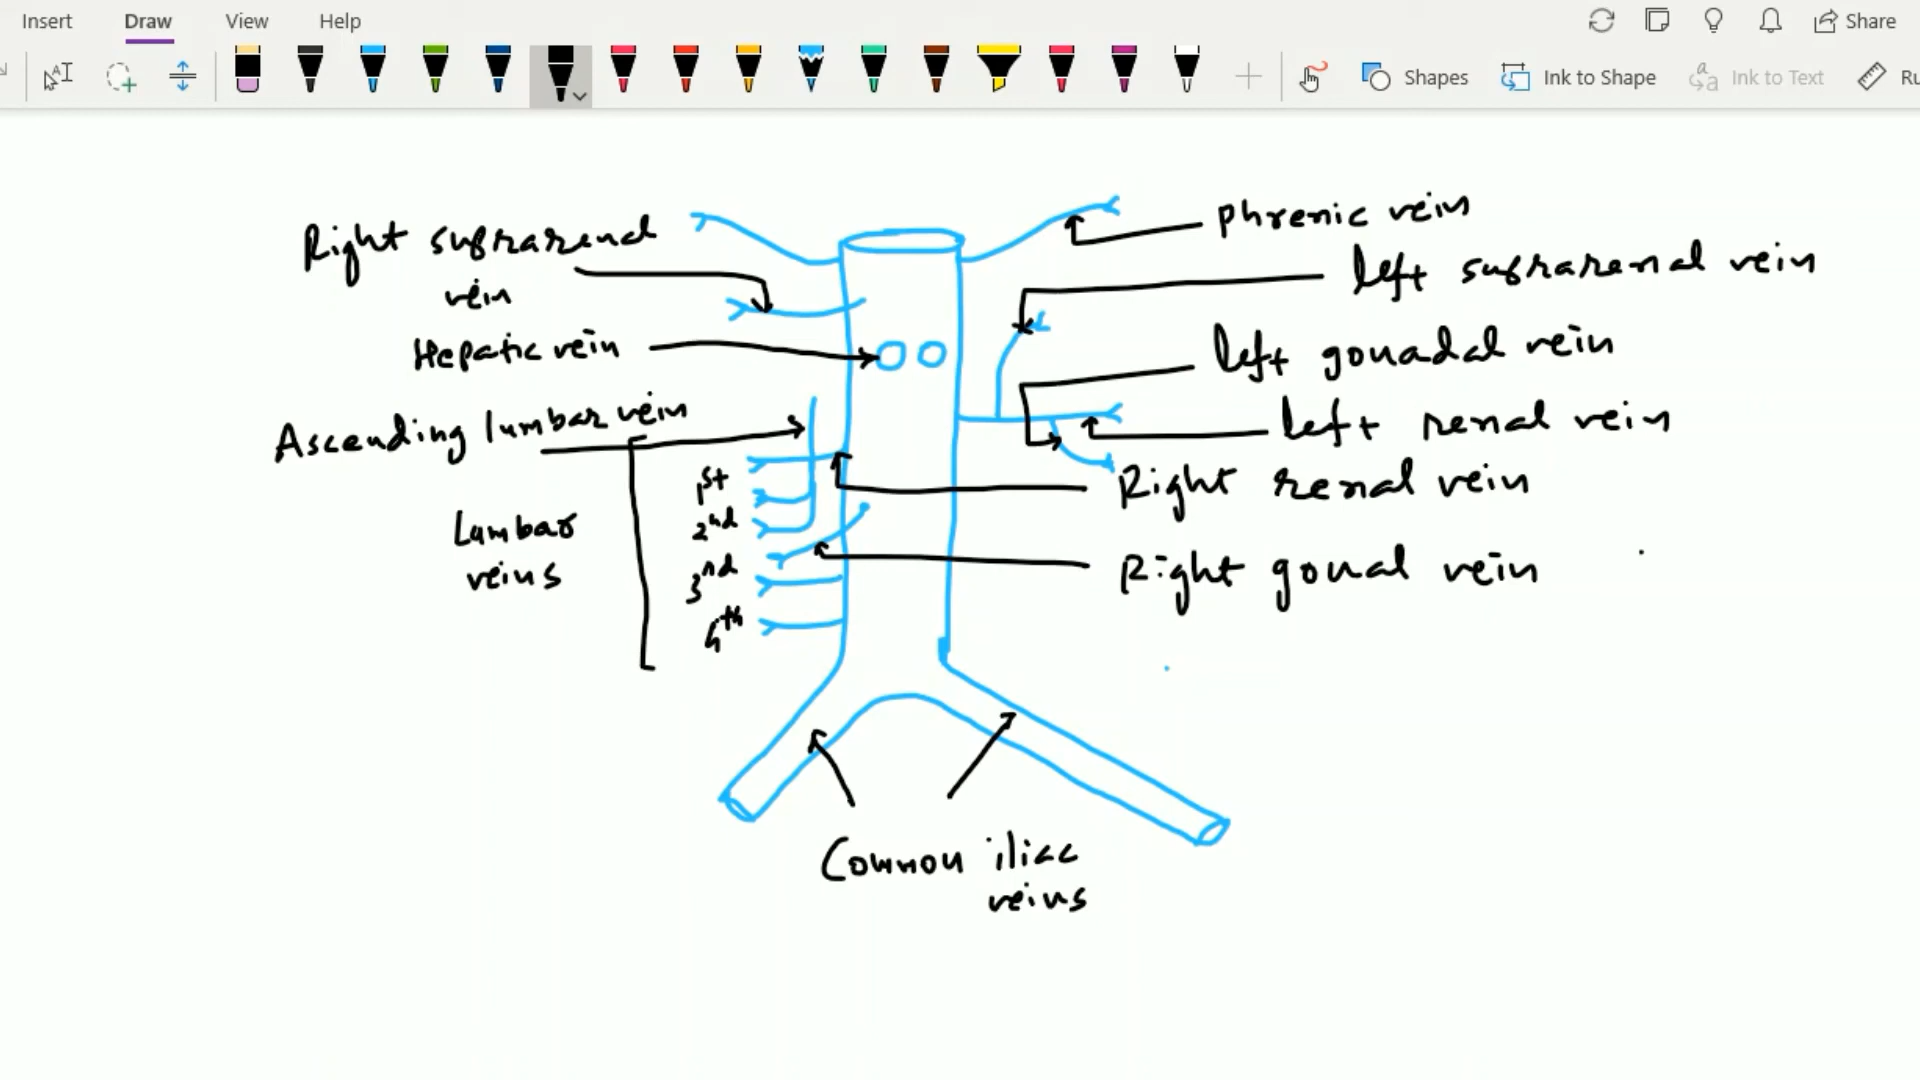 Insert Draw View Help Share
Shapes Ink to Shape Ink to Text Ru
Right suprarenal
vein
Hepatic vein
Ascending lumbar vein
Lumbar
veins
1st
2nd
3nd
4th
Phrenic vein
left suprarenal vein
left gonadal vein
left renal vein
Right renal vein
Right gonal vein
Common iliac
veins